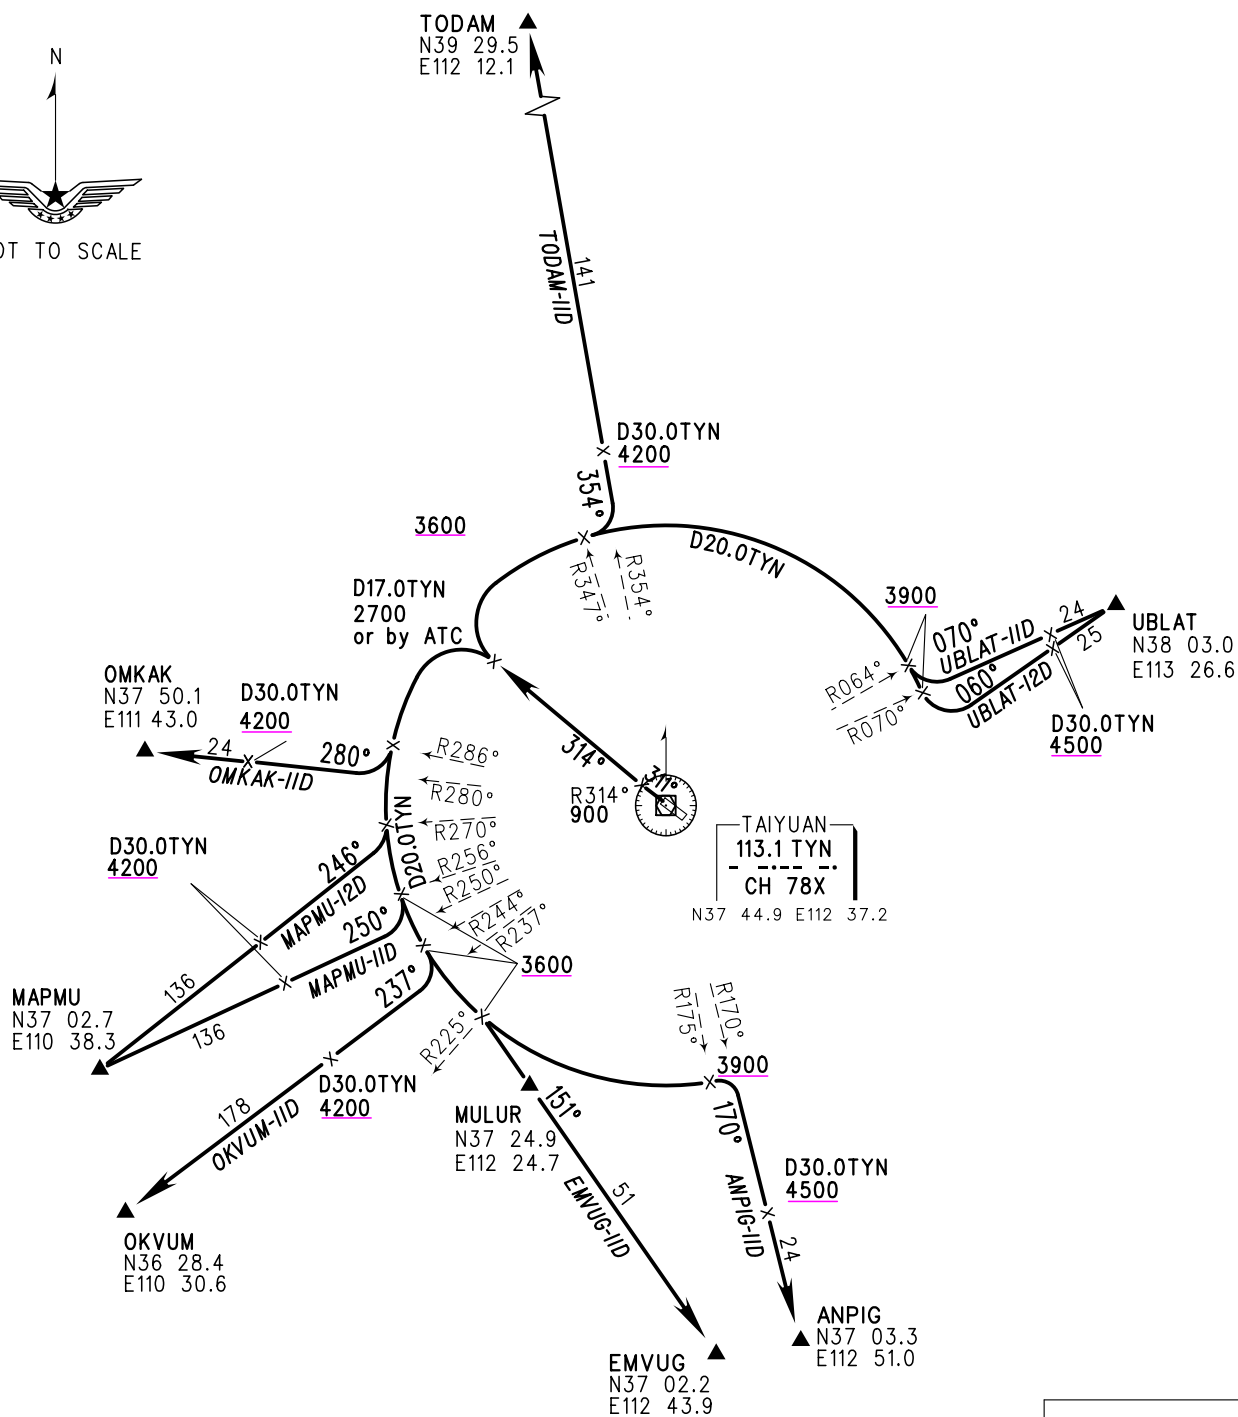 TODAM
N39 29.5
E112 12.1
N
OT TO SCALE
TODAM-11D
141
D30.0TYN
4200
354°
3600
D20.0TYN
R347°
R354°
D17.0TYN
2700
or by ATC
3900
070°
UBLAT-11D
24
UBLAT
N38 03.0
E113 26.6
060°
UBLAT-12D
25
R064°
R070°
D30.0TYN
4500
OMKAK
N37 50.1
E111 43.0
D30.0TYN
4200
24
280°
OMKAK-11D
R286°
R280°
R270°
R256°
R250°
R244°
R237°
314°
311°
R314°
900
TAIYUAN
113.1 TYN
CH 78X
N37 44.9 E112 37.2
D20.0TYN
D30.0TYN
4200
246°
MAPMU-12D
250°
MAPMU-11D
237°
3600
136
136
MAPMU
N37 02.7
E110 38.3
R225°
R175°
R170°
3900
D30.0TYN
4200
178
OKVUM-11D
MULUR
N37 24.9
E112 24.7
151°
170°
D30.0TYN
4500
51
EMVUG-11D
ANPIG-11D
24
OKVUM
N36 28.4
E110 30.6
ANPIG
N37 03.3
E112 51.0
EMVUG
N37 02.2
E112 43.9